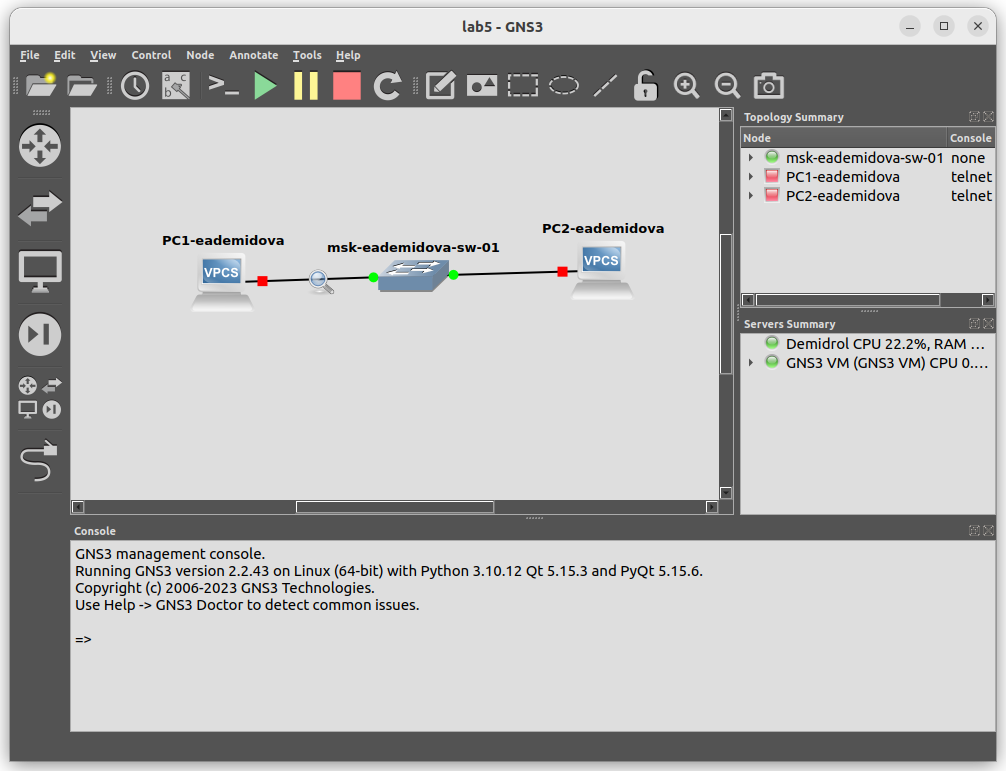 lab5 - GNS3
File Edit View Control Node Annotate Tools Help
a c
b
>_
Topology Summary
Node Console
msk-eademidova-sw-01 none
PC1-eademidova telnet
PC2-eademidova telnet
PC1-eademidova
VPCS
msk-eademidova-sw-01
PC2-eademidova
VPCS
Servers Summary
Demidrol CPU 22.2%, RAM ...
GNS3 VM (GNS3 VM) CPU 0....
Console
GNS3 management console.
Running GNS3 version 2.2.43 on Linux (64-bit) with Python 3.10.12 Qt 5.15.3 and PyQt 5.15.6.
Copyright (c) 2006-2023 GNS3 Technologies.
Use Help -> GNS3 Doctor to detect common issues.
=>